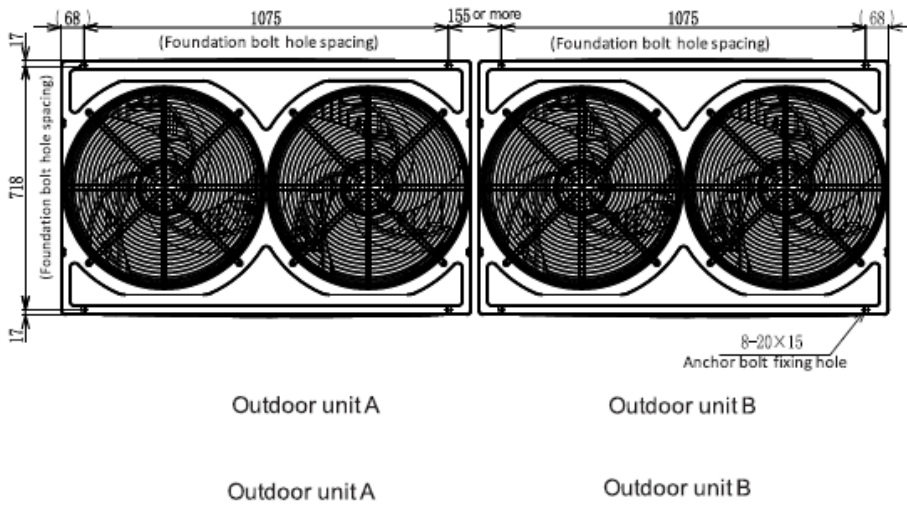 (68) 1075 155 or more 1075 (68)
(Foundation bolt hole spacing) (Foundation bolt hole spacing)
17
718
(Foundation bolt hole spacing)
17
8-20×15
Anchor bolt fixing hole
Outdoor unit A Outdoor unit B
Outdoor unit A Outdoor unit B